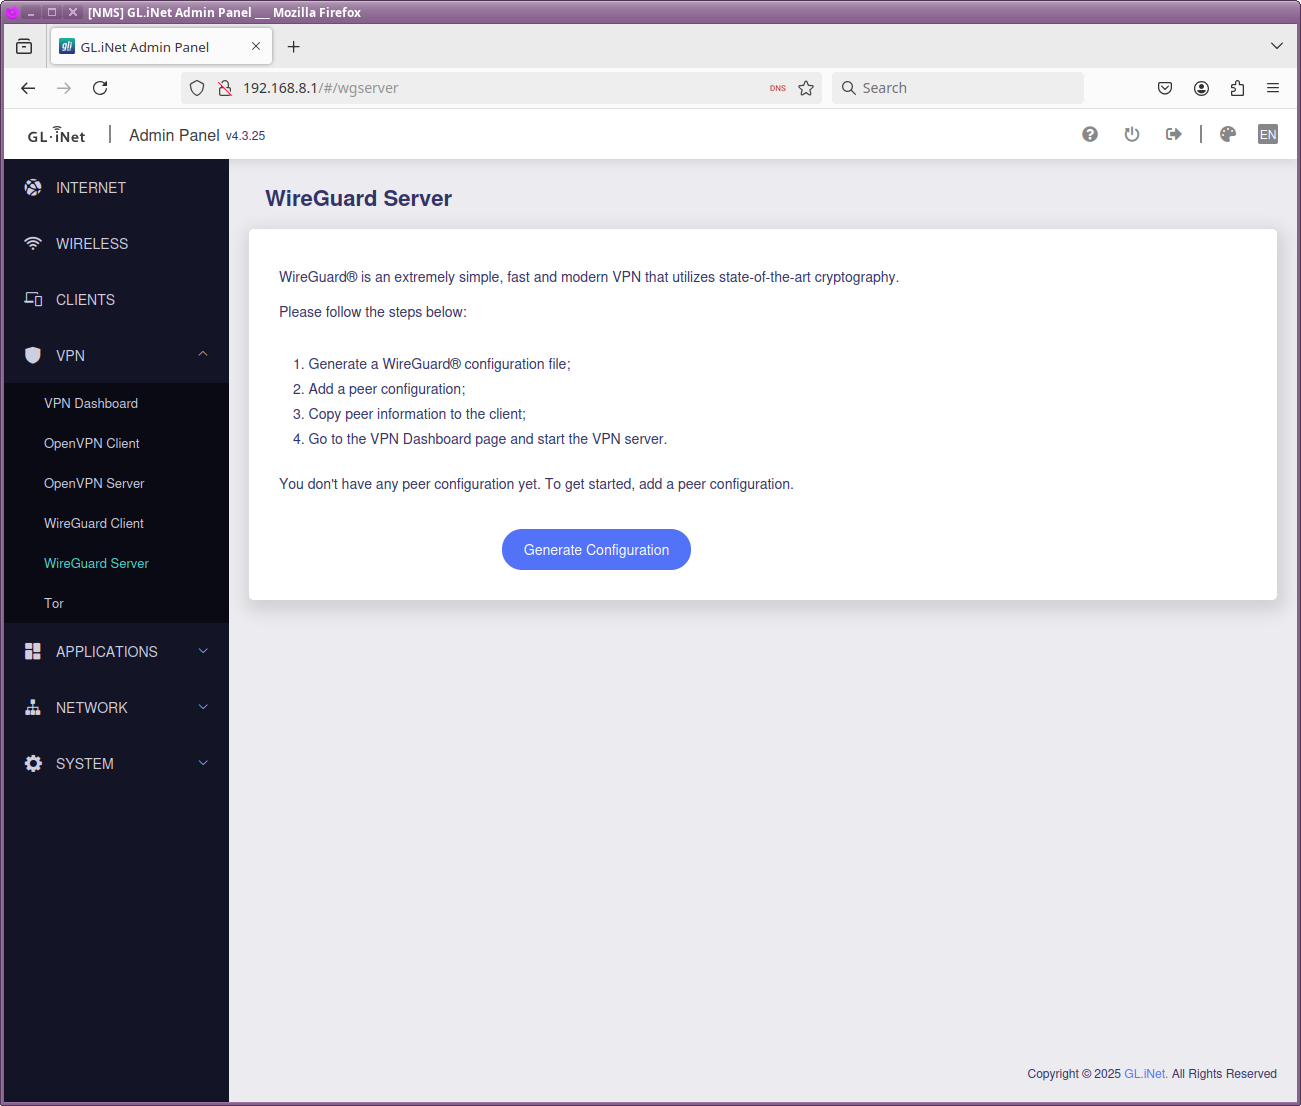 [NMS] GL.iNet Admin Panel ___ Mozilla Firefox
gli GL.iNet Admin Panel
192.168.8.1/#/wgserver DNS Search
GL·iNet | Admin Panel v4.3.25 EN
INTERNET
WIRELESS
CLIENTS
VPN
VPN Dashboard
OpenVPN Client
OpenVPN Server
WireGuard Client
WireGuard Server
Tor
APPLICATIONS
NETWORK
SYSTEM
WireGuard Server
WireGuard® is an extremely simple, fast and modern VPN that utilizes state-of-the-art cryptography.
Please follow the steps below:
1. Generate a WireGuard® configuration file;
2. Add a peer configuration;
3. Copy peer information to the client;
4. Go to the VPN Dashboard page and start the VPN server.
You don't have any peer configuration yet. To get started, add a peer configuration.
Generate Configuration
Copyright © 2025 GL.iNet. All Rights Reserved